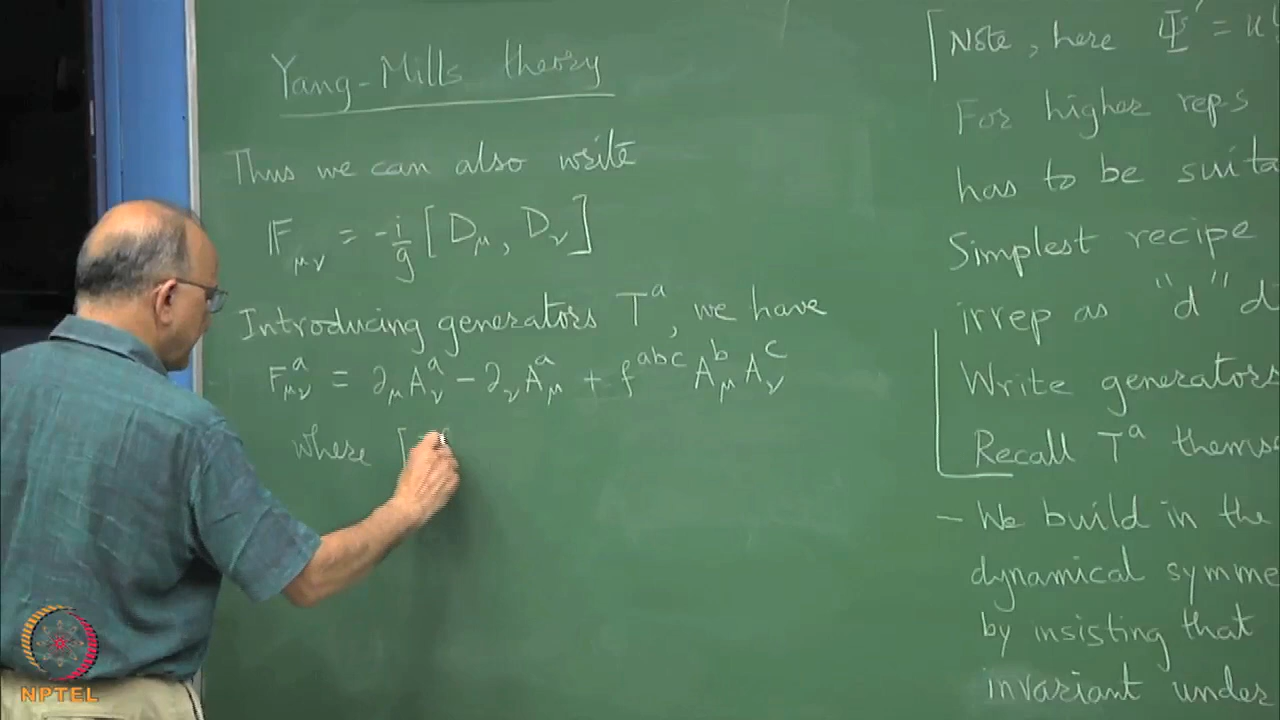 Yang-Mills theory
Thus we can also write
𝔽_μν = -i/g [D_μ, D_ν]
Introducing generators T^a, we have
F^a_μν = ∂_μ A^a_ν - ∂_ν A^a_μ + f^abc A^b_μ A^c_ν
where [
[Note, here Ψ' = U
For higher reps
has to be suita
Simplest recipe
irrep as "d" d
Write generators
Recall T^a themse
- We build in the
dynamical symme
by insisting that
invariant under
NPTEL